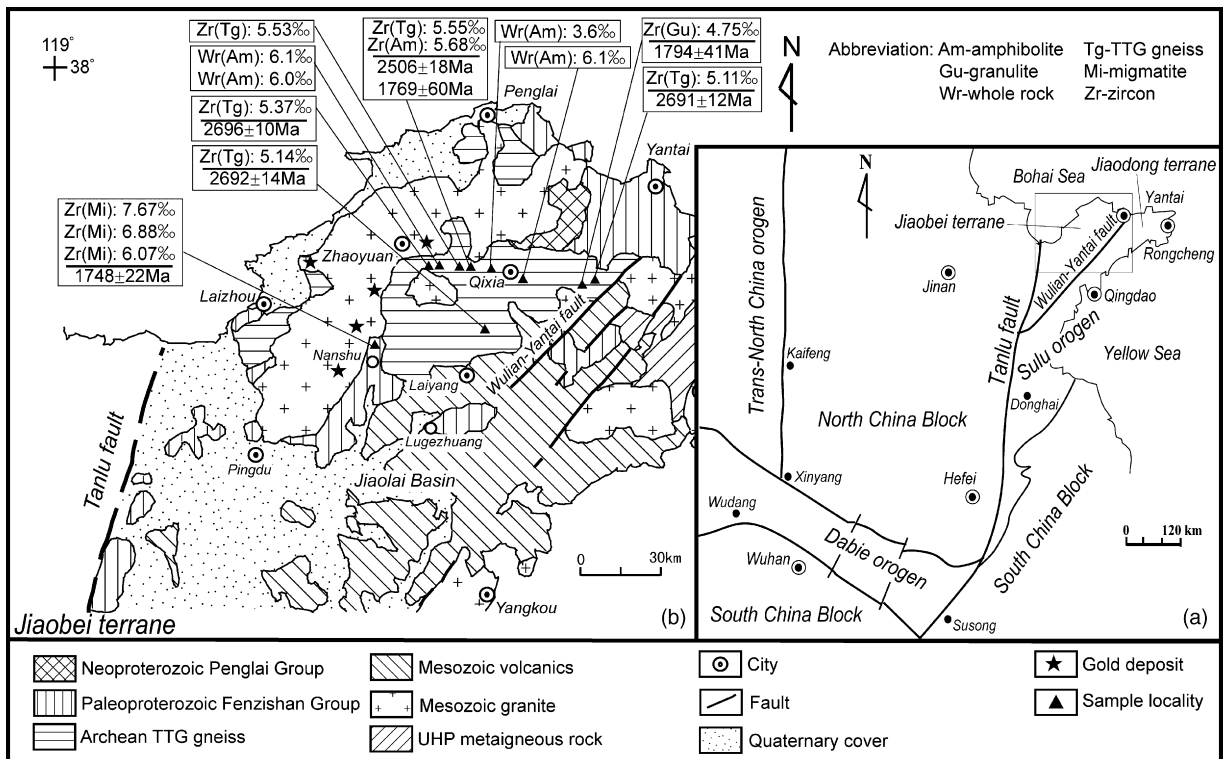 119°
38°
Zr(Tg): 5.53‰
Wr(Am): 6.1‰
Wr(Am): 6.0‰
Zr(Tg): 5.37‰
2696±10Ma
Zr(Tg): 5.14‰
2692±14Ma
Zr(Mi): 7.67‰
Zr(Mi): 6.88‰
Zr(Mi): 6.07‰
1748±22Ma
Zr(Tg): 5.55‰
Zr(Am): 5.68‰
2506±18Ma
1769±60Ma
Wr(Am): 3.6‰
Wr(Am): 6.1‰
Zr(Gu): 4.75‰
1794±41Ma
Zr(Tg): 5.11‰
2691±12Ma
N
Abbreviation: Am-amphibolite Tg-TTG gneiss
Gu-granulite Mi-migmatite
Wr-whole rock Zr-zircon
Penglai
Yantai
Zhaoyuan
Qixia
Laizhou
Nanshu
Laiyang
Wulian-Yantai fault
Lugezhuang
Pingdu
Jiaolai Basin
Tanlu fault
0 30km
Yangkou
Jiaobei terrane
(b)
N
Bohai Sea
Jiaodong terrane
Yantai
Jiaobei terrane
Wulian-Yantai fault
Rongcheng
Jinan
Qingdao
Trans-North China orogen
Tanlu fault
Sulu orogen
Yellow Sea
Kaifeng
Donghai
North China Block
Xinyang
Hefei
Wudang
South China Block
0 120 km
Dabie orogen
Wuhan
South China Block
Susong
(a)
Neoproterozoic Penglai Group
Paleoproterozoic Fenzishan Group
Archean TTG gneiss
Mesozoic volcanics
Mesozoic granite
UHP metaigneous rock
City
Fault
Quaternary cover
Gold deposit
Sample locality